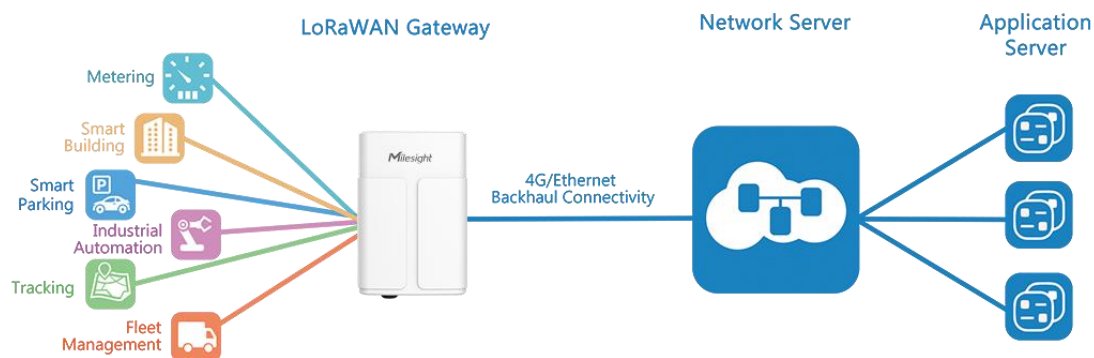 LoRaWAN Gateway
Network Server
Application
Server
Metering
Smart
Building
P
Smart
Parking
Industrial
Automation
Tracking
Fleet
Management
Milesight
4G/Ethernet
Backhaul Connectivity